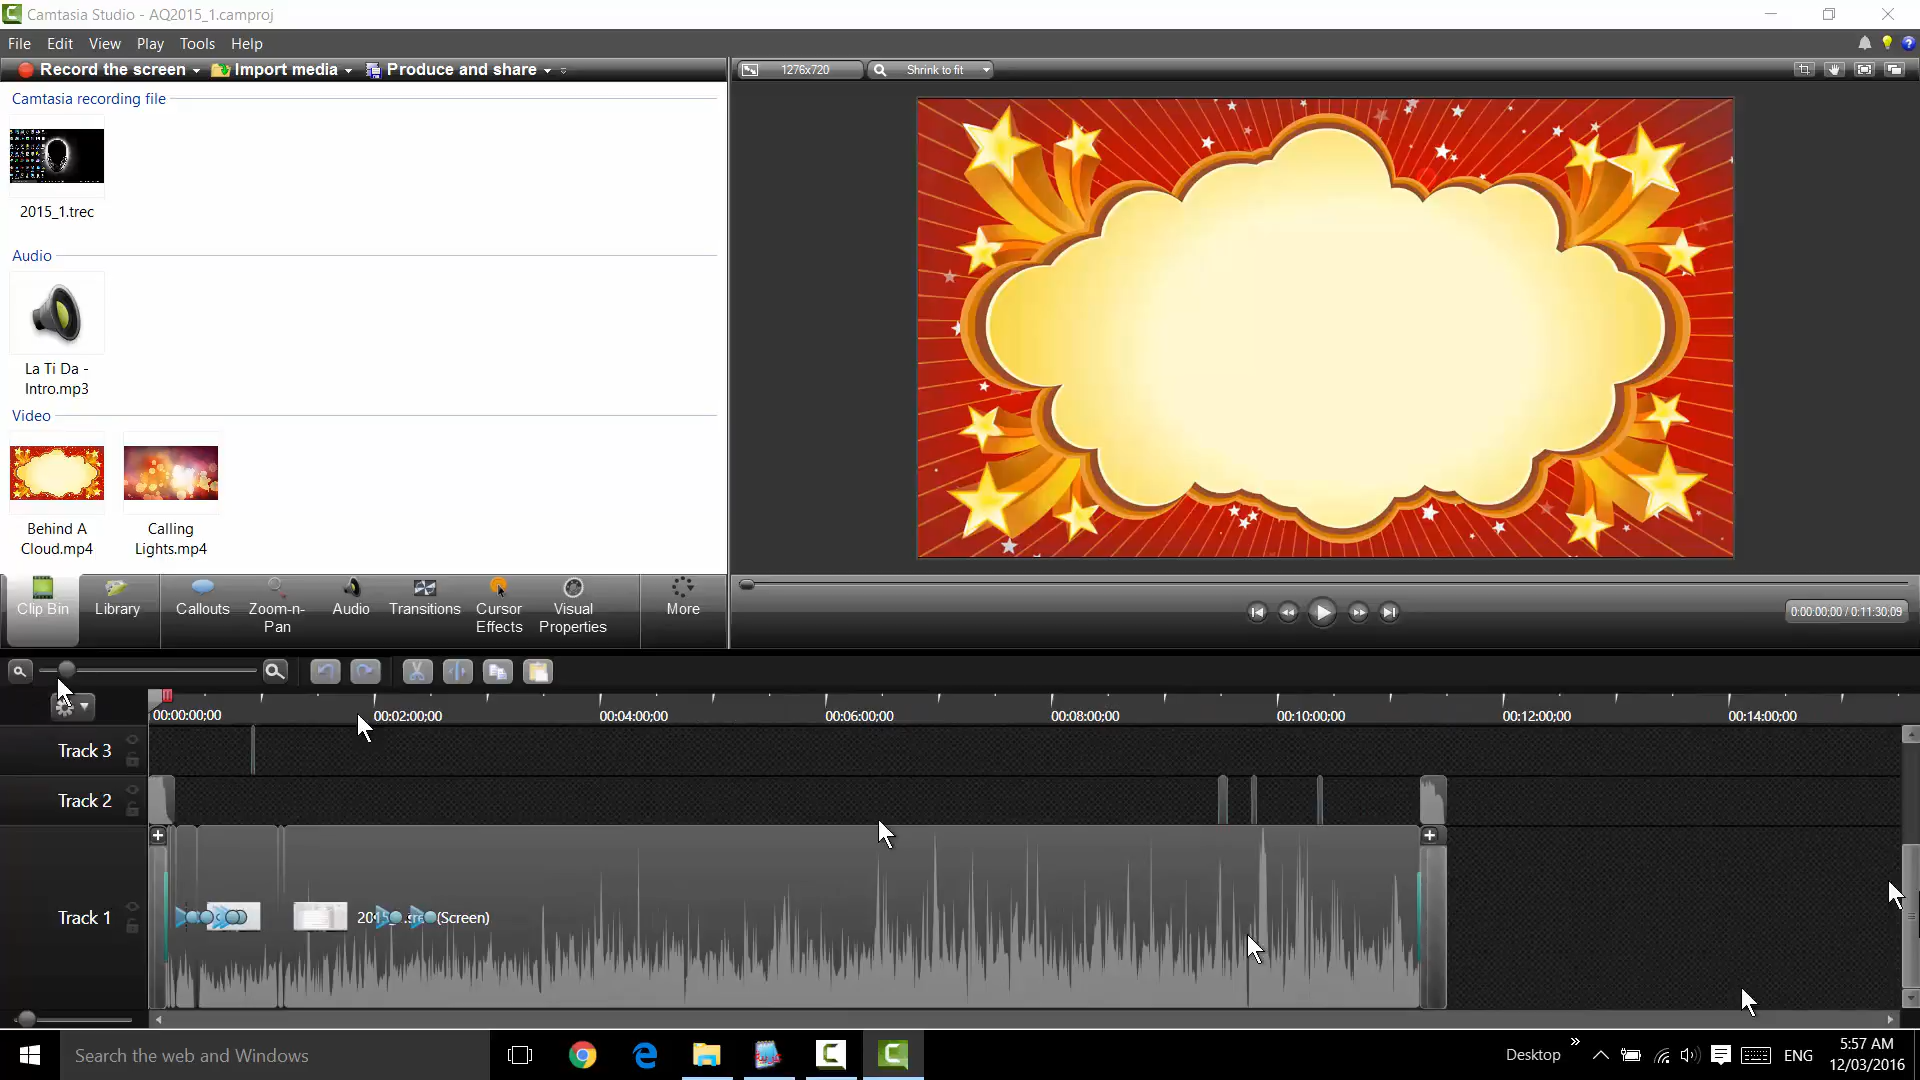 Camtasia Studio - AQ2015_1.camproj
File Edit View Play Tools Help
Record the screen Import media Produce and share
1276x720 Shrink to fit
Camtasia recording file
2015_1.trec
Audio
La Ti Da -
Intro.mp3
Video
Behind A
Cloud.mp4
Calling
Lights.mp4
Clip Bin Library Callouts Zoom-n-
Pan Audio Transitions Cursor
Effects Visual
Properties More
0:00:00;00 / 0:11:30;09
00:00:00;00 00:02:00;00 00:04:00;00 00:06:00;00 00:08:00;00 00:10:00;00 00:12:00;00 00:14:00;00
Track 3
Track 2
Track 1 (Screen)
Search the web and Windows
Desktop ENG
5:57 AM
12/03/2016